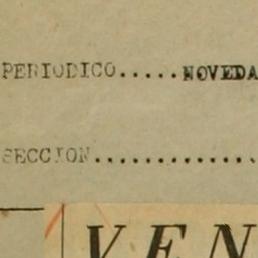 PERIODICO.....NOVEDA
SECCION.............
VEN